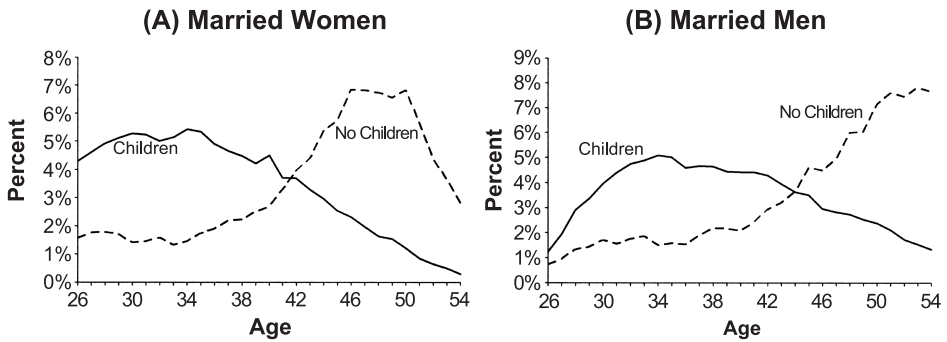 (A) Married Women
8%
7%
6%
5%
4%
3%
2%
1%
0%
Percent
Children
No Children
26 30 34 38 42 46 50 54
Age
(B) Married Men
9%
8%
7%
6%
5%
4%
3%
2%
1%
0%
Percent
Children
No Children
26 30 34 38 42 46 50 54
Age